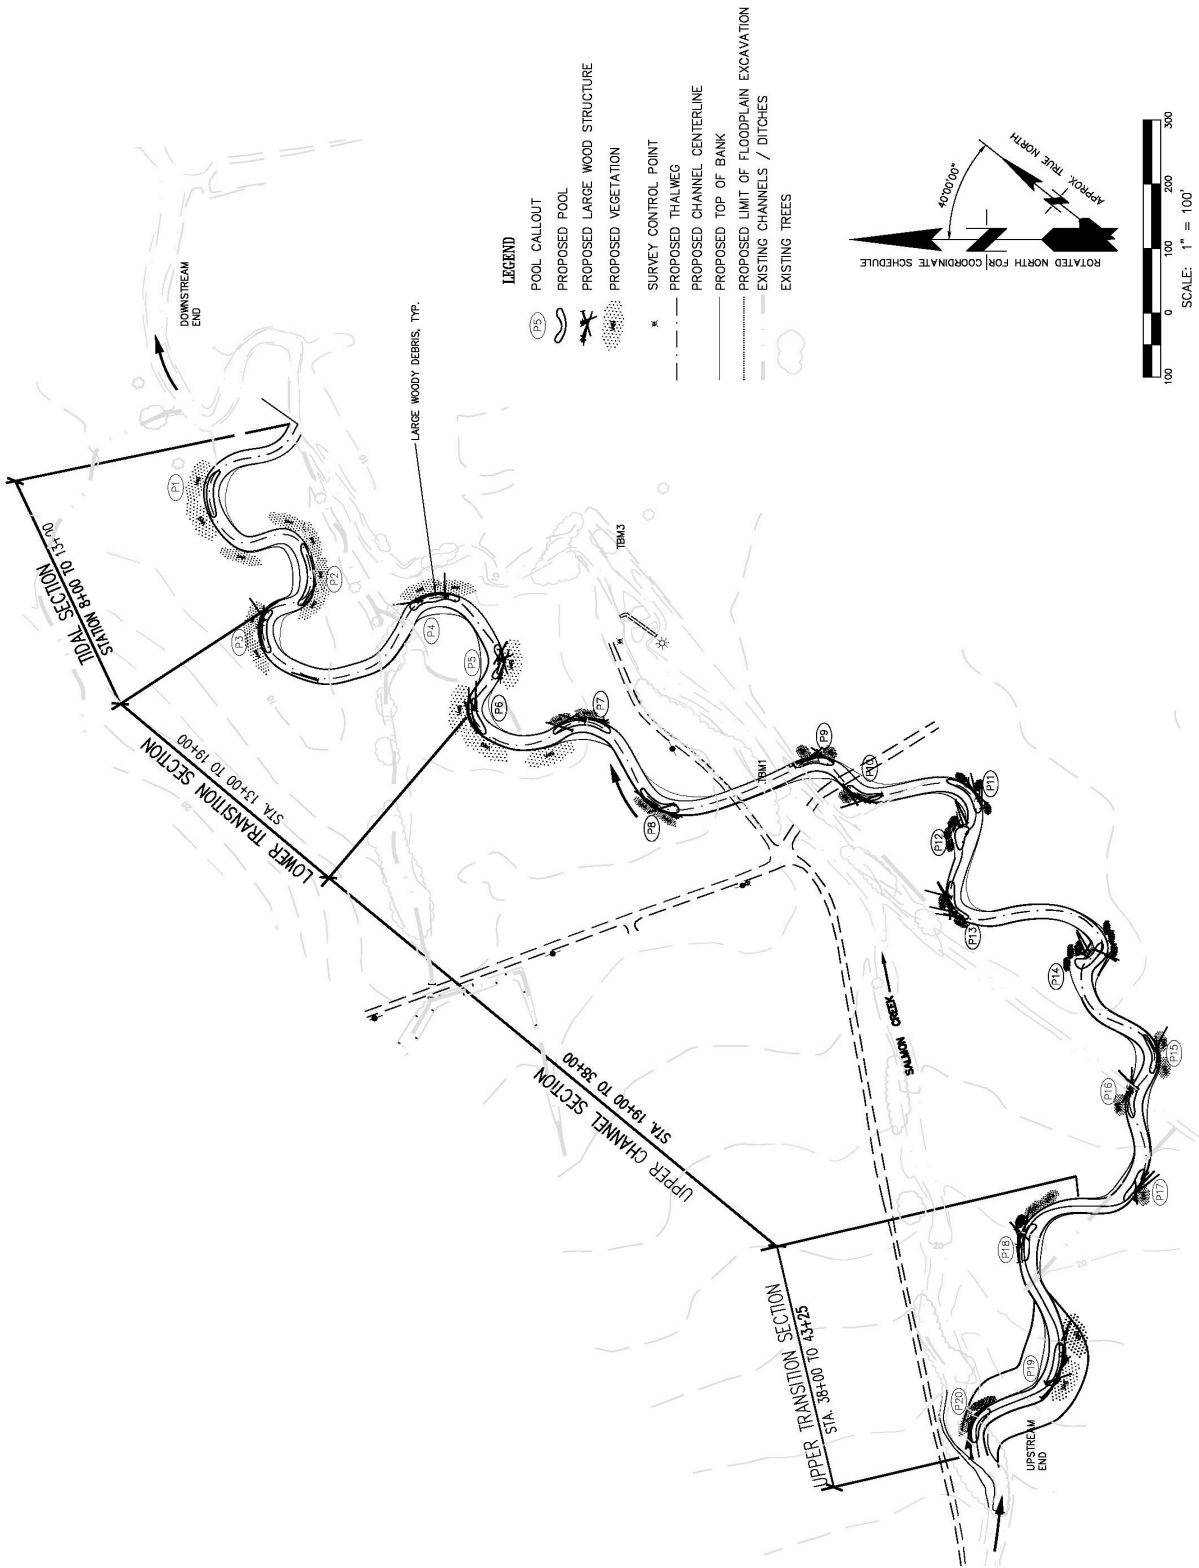 DOWNSTREAM
END
LARGE WOODY DEBRIS, TYP.
LEGEND
P5 POOL CALLOUT
PROPOSED POOL
PROPOSED LARGE WOOD STRUCTURE
PROPOSED VEGETATION
SURVEY CONTROL POINT
PROPOSED THALWEG
PROPOSED CHANNEL CENTERLINE
PROPOSED TOP OF BANK
PROPOSED LIMIT OF FLOODPLAIN EXCAVATION
EXISTING CHANNELS / DITCHES
EXISTING TREES
ROTATED NORTH FOR COORDINATE SCHEDULE
40°00'00"
APPROX. TRUE NORTH
100 0 100 200 300
SCALE: 1" = 100'
TIDAL SECTION
STATION 8+00 TO 13+00
LOWER TRANSITION SECTION
STA. 13+00 TO 19+00
UPPER CHANNEL SECTION
STA. 19+00 TO 38+00
UPPER TRANSITION SECTION
STA. 38+00 TO 43+25
P1
P2
P3
P4
P5
P6
P7
P8
P9
P10
P11
P12
P13
P14
P15
P16
P17
P18
P19
P20
TBM3
TBM1
SALMON CREEK
UPSTREAM
END
10
10
10
20
20
20